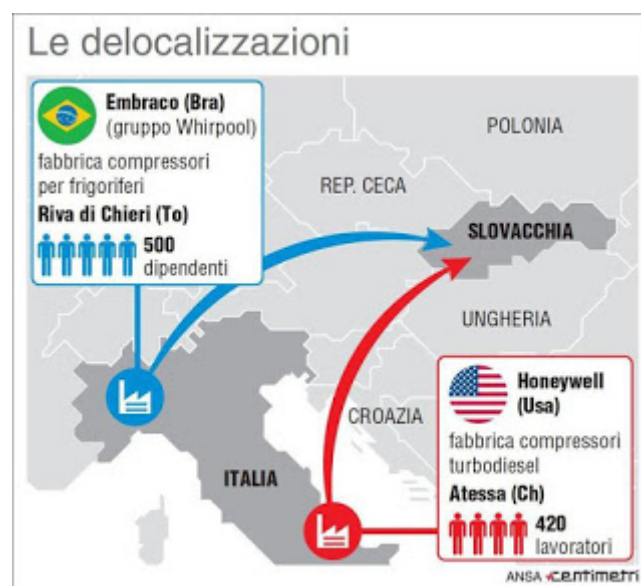 Le delocalizzazioni
Embraco (Bra)
(gruppo Whirpool)
fabbrica compressori
per frigoriferi
Riva di Chieri (To)
500
dipendenti
POLONIA
REP. CECA
SLOVACCHIA
UNGHERIA
CROAZIA
ITALIA
Honeywell
(Usa)
fabbrica compressori
turbodiesel
Atessa (Ch)
420
lavoratori
ANSA centimetri